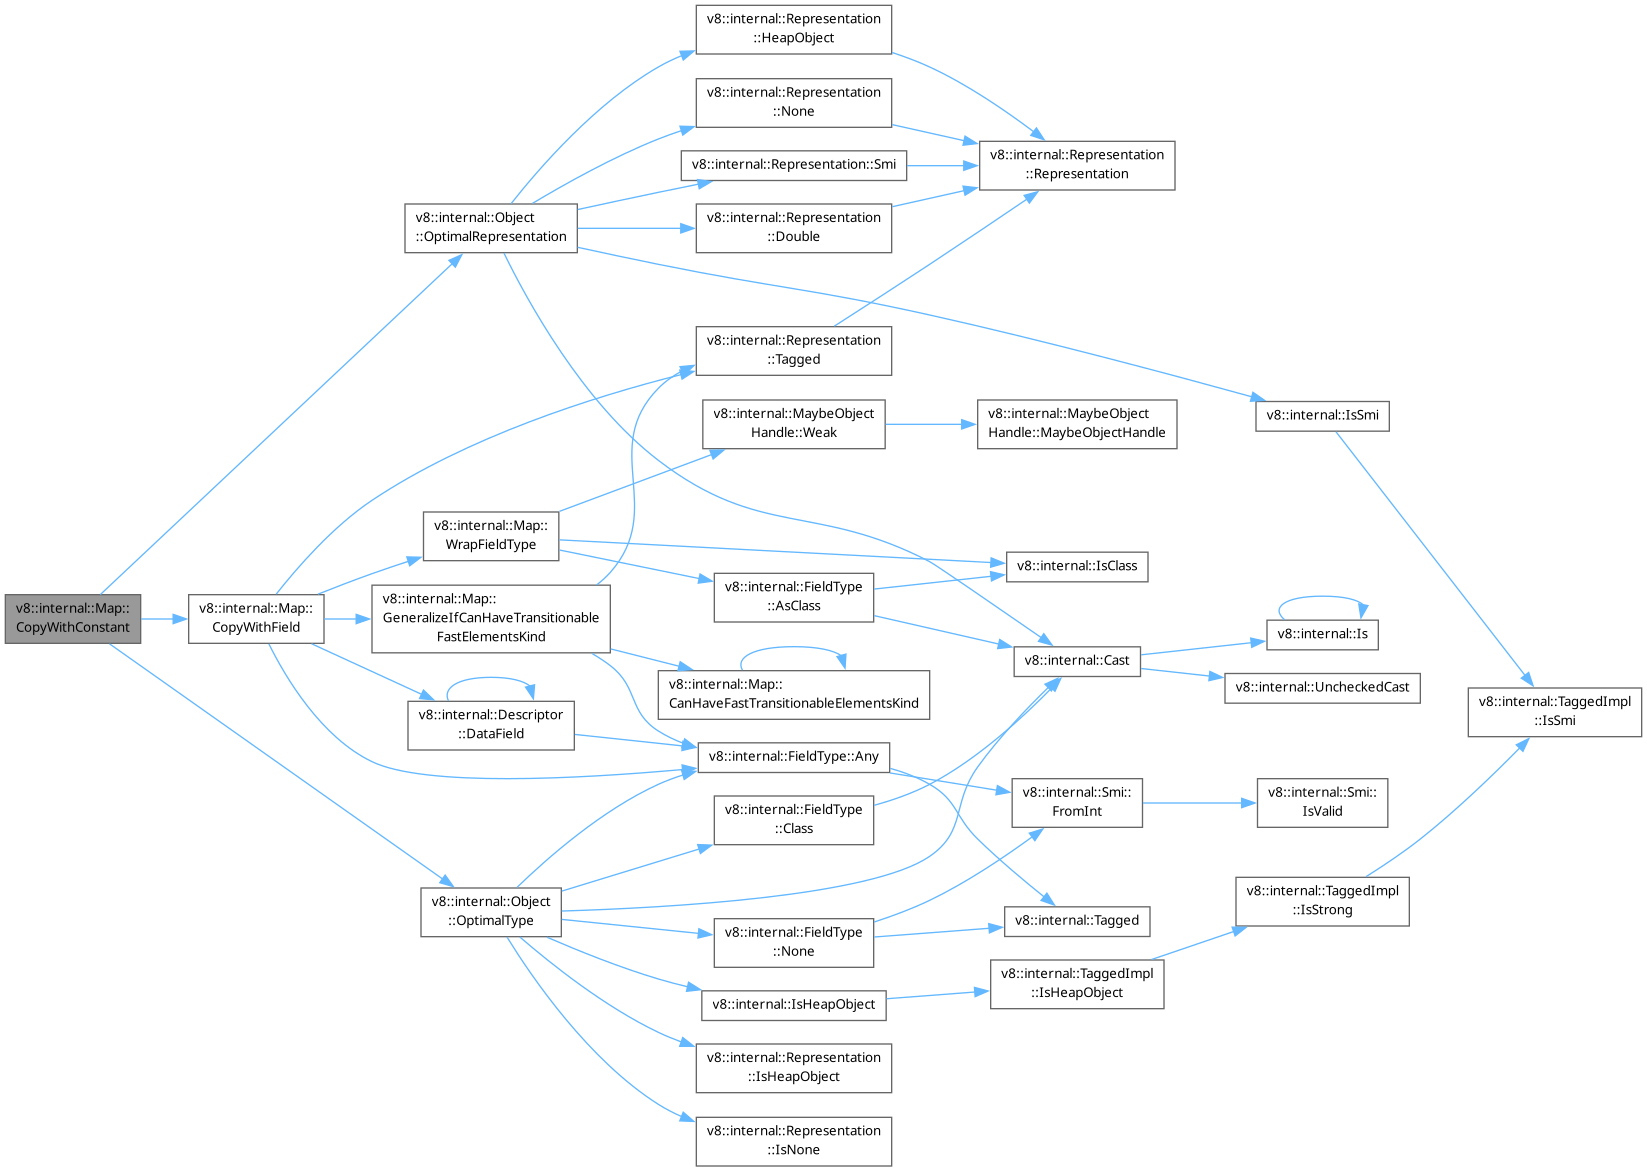 v8::internal::Map::
CopyWithConstant
v8::internal::Object
::OptimalRepresentation
v8::internal::Map::
CopyWithField
v8::internal::Object
::OptimalType
v8::internal::Map::
WrapFieldType
v8::internal::Map::
GeneralizeIfCanHaveTransitionable
FastElementsKind
v8::internal::Descriptor
::DataField
v8::internal::Representation
::HeapObject
v8::internal::Representation
::None
v8::internal::Representation::Smi
v8::internal::Representation
::Double
v8::internal::Representation
::Tagged
v8::internal::MaybeObject
Handle::Weak
v8::internal::FieldType
::AsClass
v8::internal::Map::
CanHaveFastTransitionableElementsKind
v8::internal::FieldType::Any
v8::internal::FieldType
::Class
v8::internal::FieldType
::None
v8::internal::IsHeapObject
v8::internal::Representation
::IsHeapObject
v8::internal::Representation
::IsNone
v8::internal::Representation
::Representation
v8::internal::MaybeObject
Handle::MaybeObjectHandle
v8::internal::IsClass
v8::internal::Cast
v8::internal::Smi::
FromInt
v8::internal::Tagged
v8::internal::TaggedImpl
::IsHeapObject
v8::internal::IsSmi
v8::internal::Is
v8::internal::UncheckedCast
v8::internal::Smi::
IsValid
v8::internal::TaggedImpl
::IsStrong
v8::internal::TaggedImpl
::IsSmi